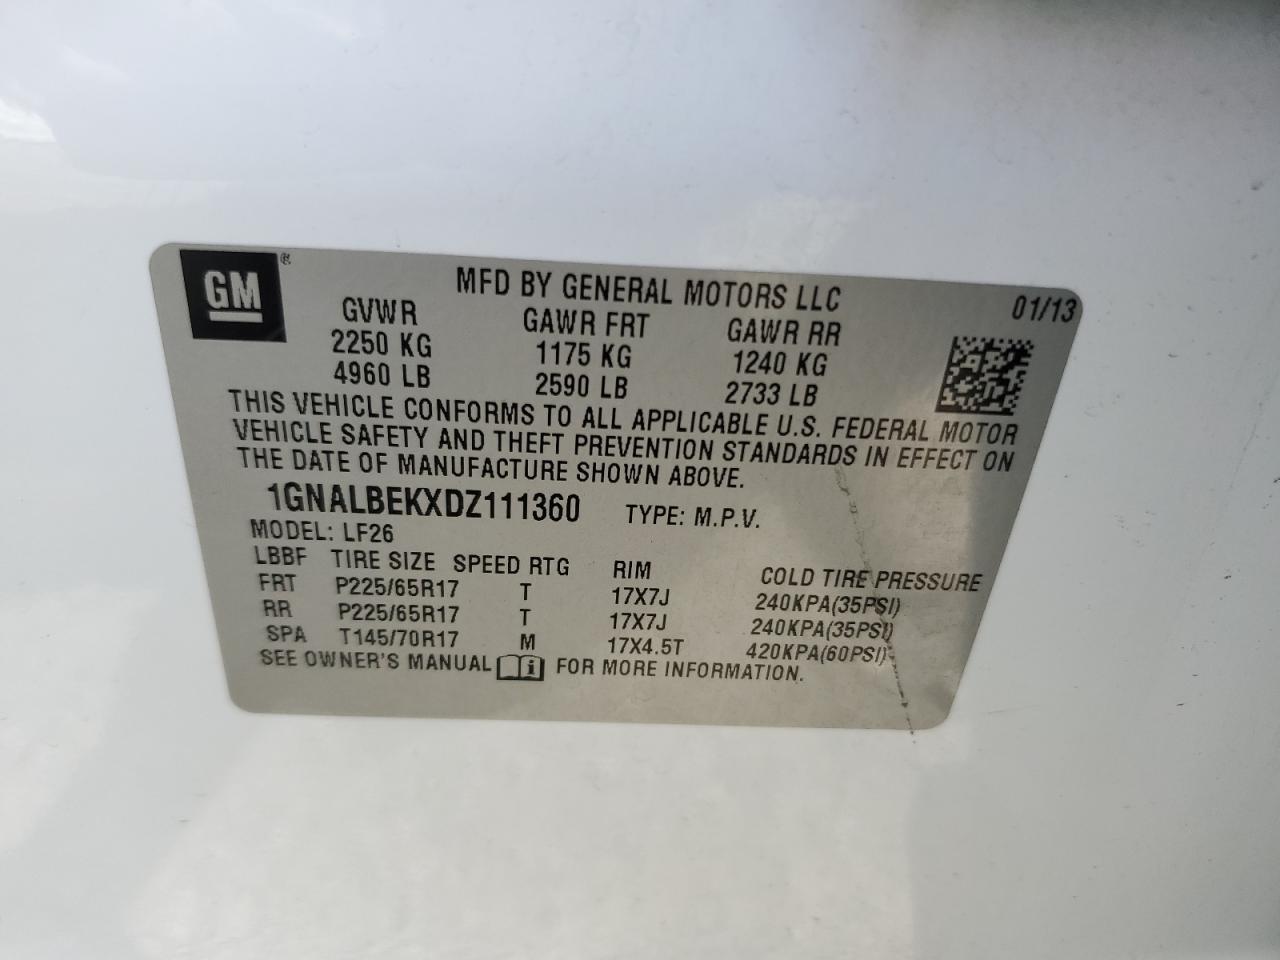 GM ®
MFD BY GENERAL MOTORS LLC 01/13
GVWR GAWR FRT GAWR RR
2250 KG 1175 KG 1240 KG
4960 LB 2590 LB 2733 LB
THIS VEHICLE CONFORMS TO ALL APPLICABLE U.S. FEDERAL MOTOR
VEHICLE SAFETY AND THEFT PREVENTION STANDARDS IN EFFECT ON
THE DATE OF MANUFACTURE SHOWN ABOVE.
1GNALBEKXDZ111360 TYPE: M.P.V.
MODEL: LF26
LBBF TIRE SIZE SPEED RTG RIM COLD TIRE PRESSURE
FRT P225/65R17 T 17X7J 240KPA(35PSI)
RR P225/65R17 T 17X7J 240KPA(35PSI)
SPA T145/70R17 M 17X4.5T 420KPA(60PSI)
SEE OWNER'S MANUAL i FOR MORE INFORMATION.